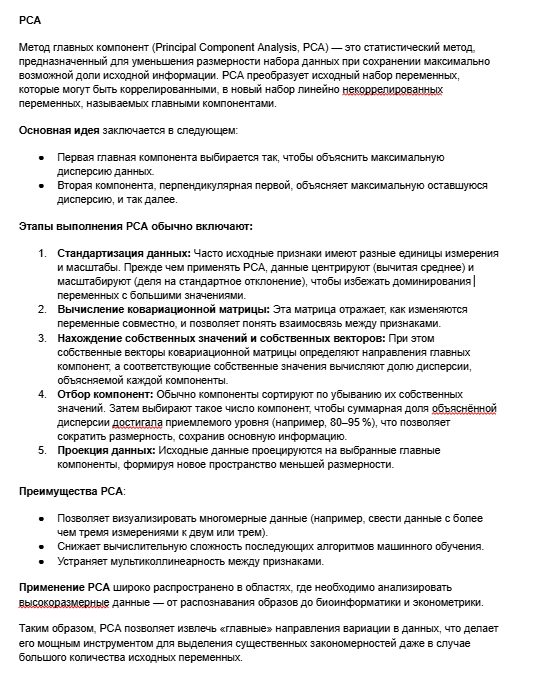 PCA
Метод главных компонент (Principal Component Analysis, PCA) — это статистический метод,
предназначенный для уменьшения размерности набора данных при сохранении максимально
возможной доли исходной информации. PCA преобразует исходный набор переменных,
которые могут быть коррелированными, в новый набор линейно некоррелированных
переменных, называемых главными компонентами.
Основная идея заключается в следующем:
● Первая главная компонента выбирается так, чтобы объяснить максимальную
дисперсию данных.
● Вторая компонента, перпендикулярная первой, объясняет максимальную оставшуюся
дисперсию, и так далее.
Этапы выполнения PCA обычно включают:
1. Стандартизация данных: Часто исходные признаки имеют разные единицы измерения
и масштабы. Прежде чем применять PCA, данные центрируют (вычитая среднее) и
масштабируют (деля на стандартное отклонение), чтобы избежать доминирования
переменных с большими значениями.
2. Вычисление ковариационной матрицы: Эта матрица отражает, как изменяются
переменные совместно, и позволяет понять взаимосвязь между признаками.
3. Нахождение собственных значений и собственных векторов: При этом
собственные векторы ковариационной матрицы определяют направления главных
компонент, а соответствующие собственные значения вычисляют долю дисперсии,
объясняемой каждой компоненты.
4. Отбор компонент: Обычно компоненты сортируют по убыванию их собственных
значений. Затем выбирают такое число компонент, чтобы суммарная доля объяснённой
дисперсии достигала приемлемого уровня (например, 80–95 %), что позволяет
сократить размерность, сохранив основную информацию.
5. Проекция данных: Исходные данные проецируются на выбранные главные
компоненты, формируя новое пространство меньшей размерности.
Преимущества PCA:
● Позволяет визуализировать многомерные данные (например, свести данные с более
чем тремя измерениями к двум или трем).
● Снижает вычислительную сложность последующих алгоритмов машинного обучения.
● Устраняет мультиколлинеарность между признаками.
Применение PCA широко распространено в областях, где необходимо анализировать
высокоразмерные данные — от распознавания образов до биоинформатики и эконометрики.
Таким образом, PCA позволяет извлечь «главные» направления вариации в данных, что делает
его мощным инструментом для выделения существенных закономерностей даже в случае
большого количества исходных переменных.